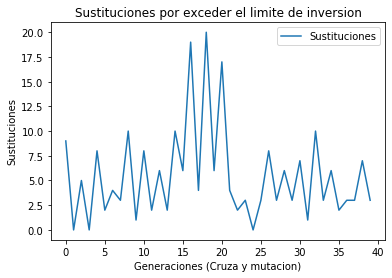 Sustituciones por exceder el limite de inversion
Sustituciones
20.0
17.5
15.0
12.5
10.0
7.5
5.0
2.5
0.0
Sustituciones
0 5 10 15 20 25 30 35 40
Generaciones (Cruza y mutacion)